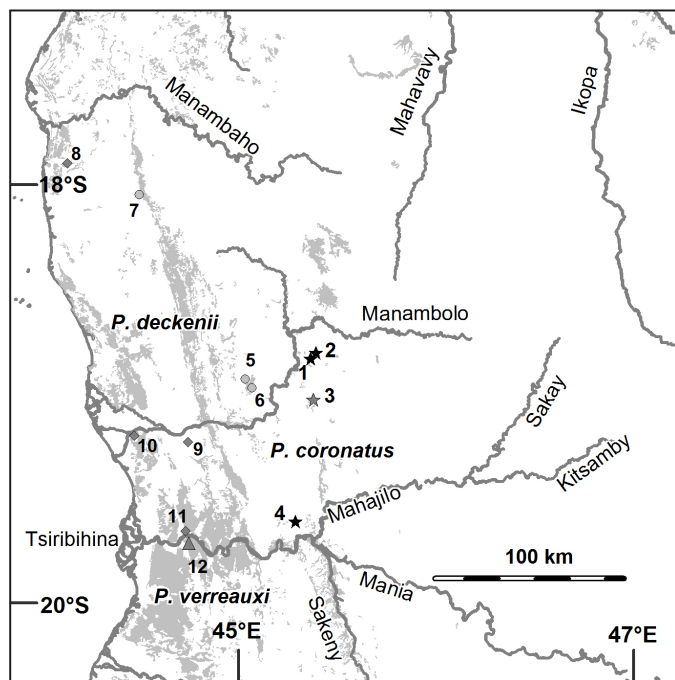 Manambaho
Mahavavy
Ikopa
8
18°S
7
P. deckenii
Manambolo
2
1
5
6
3
Sakay
10
9
P. coronatus
Kitsamby
Mahajilo
4
11
Tsiribihina
12
100 km
P. verreauxi
Mania
20°S
Sakeny
45°E
47°E